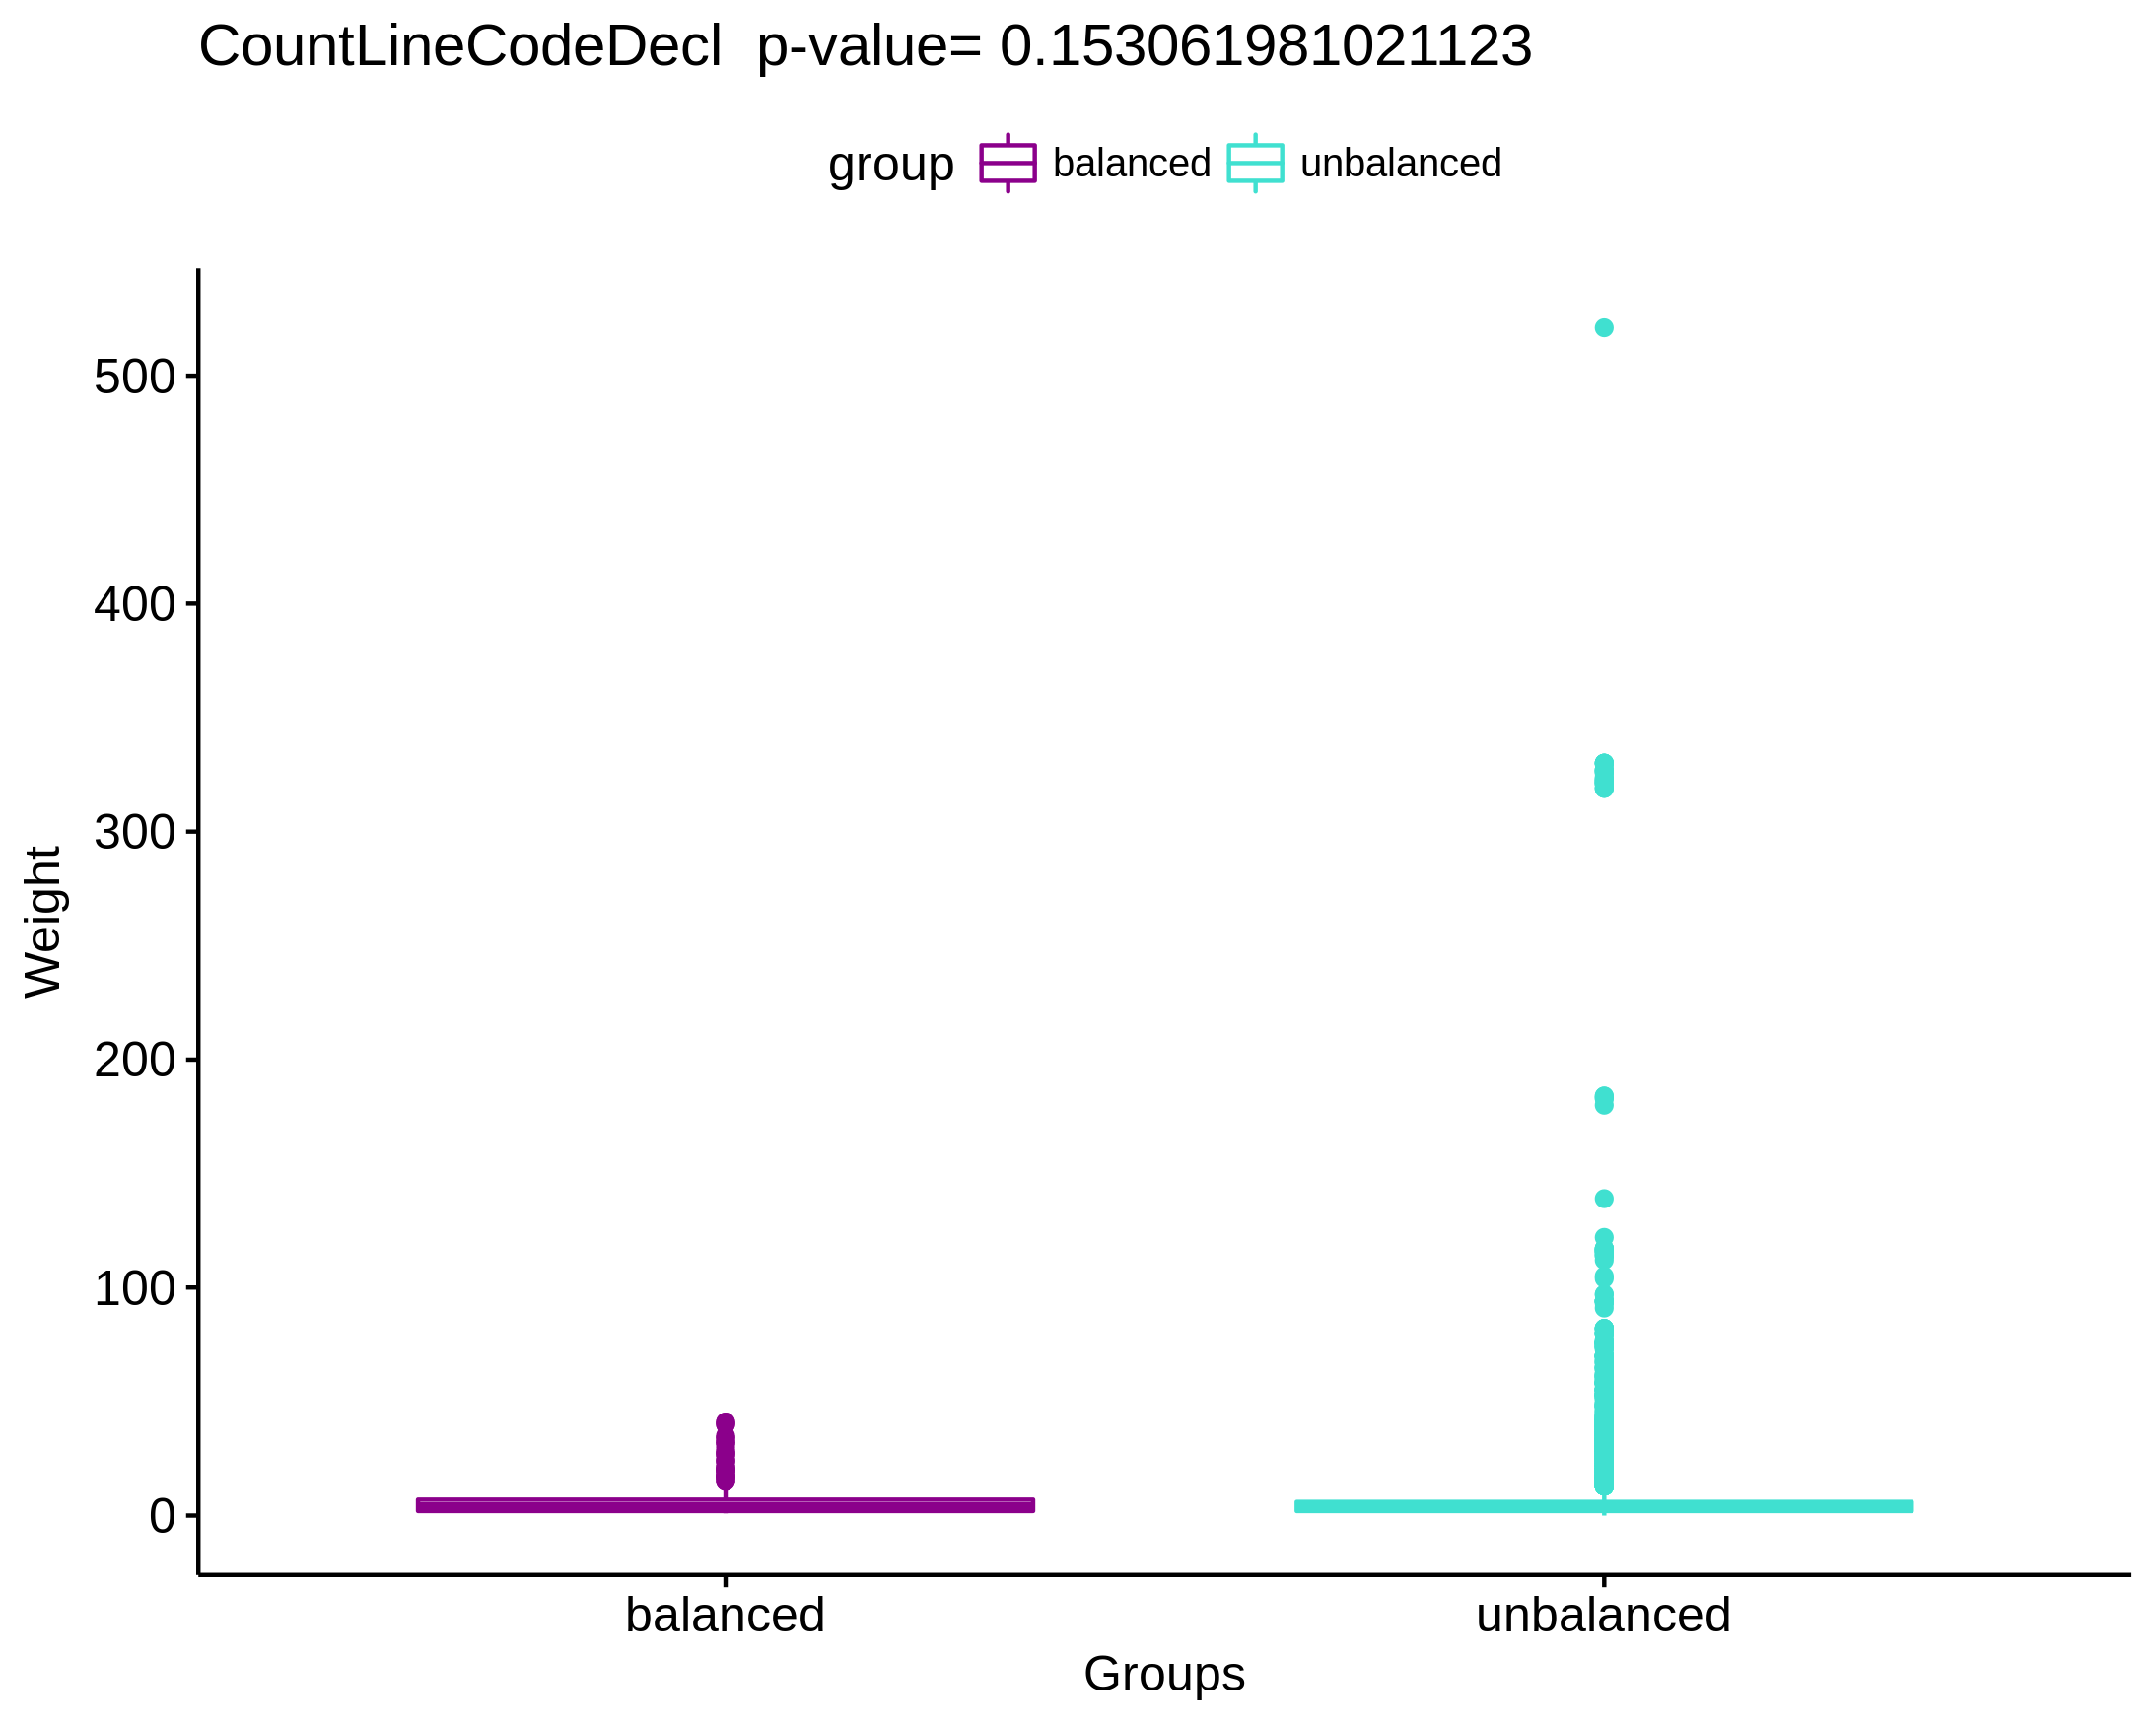 CountLineCodeDecl p-value= 0.153061981021123
group balanced unbalanced
500
400
300
200
100
0
Weight
balanced unbalanced
Groups